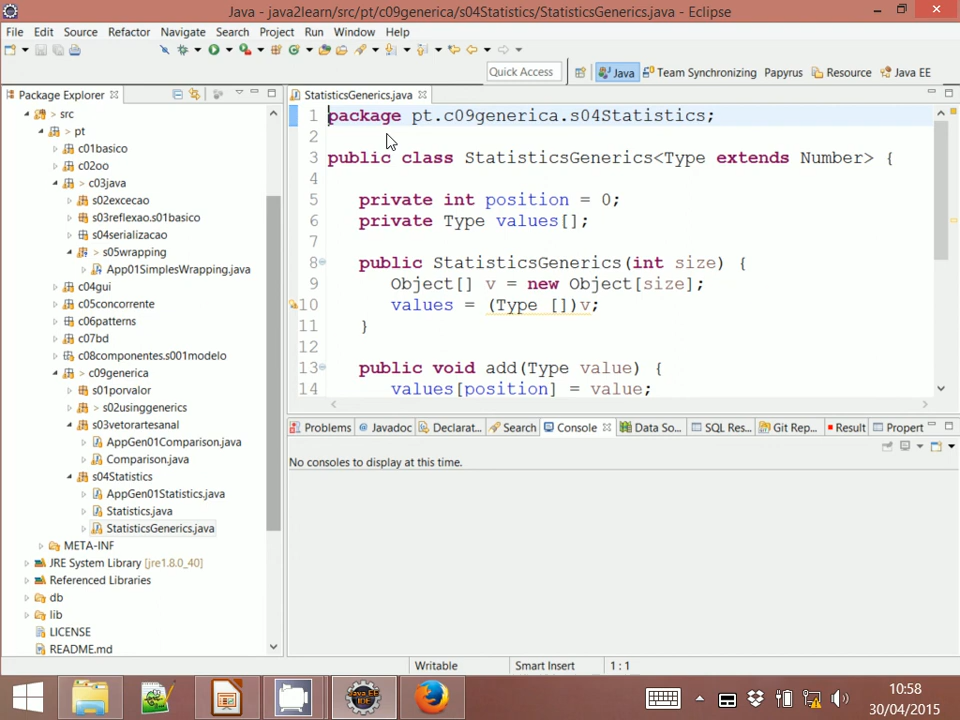 Java - java2learn/src/pt/c09generica/s04Statistics/StatisticsGenerics.java - Eclipse
File Edit Source Refactor Navigate Search Project Run Window Help
Quick Access Java Team Synchronizing Papyrus Resource Java EE
Package Explorer
src
pt
c01basico
c02oo
> c03java
s02excecao
s03reflexao.s01basico
s04serializacao
> s05wrapping
App01SimplesWrapping.java
c04gui
c05concorrente
c06patterns
c07bd
c08componentes.s001modelo
> c09generica
s01porvalor
> s02usinggenerics
s03vetorartesanal
AppGen01Comparison.java
Comparison.java
s04Statistics
AppGen01Statistics.java
Statistics.java
StatisticsGenerics.java
META-INF
JRE System Library [jre1.8.0_40]
Referenced Libraries
db
lib
LICENSE
README.md
StatisticsGenerics.java
1 package pt.c09generica.s04Statistics;
2
3 public class StatisticsGenerics<Type extends Number> {
4
5 private int position = 0;
6 private Type values[];
7
8 public StatisticsGenerics(int size) {
9 Object[] v = new Object[size];
10 values = (Type [])v;
11 }
12
13 public void add(Type value) {
14 values[position] = value;
Problems Javadoc Declarat... Search Console Data So... SQL Res... Git Rep... Result Propert
No consoles to display at this time.
Writable Smart Insert 1 : 1
Java EE
IDE
10:58
30/04/2015